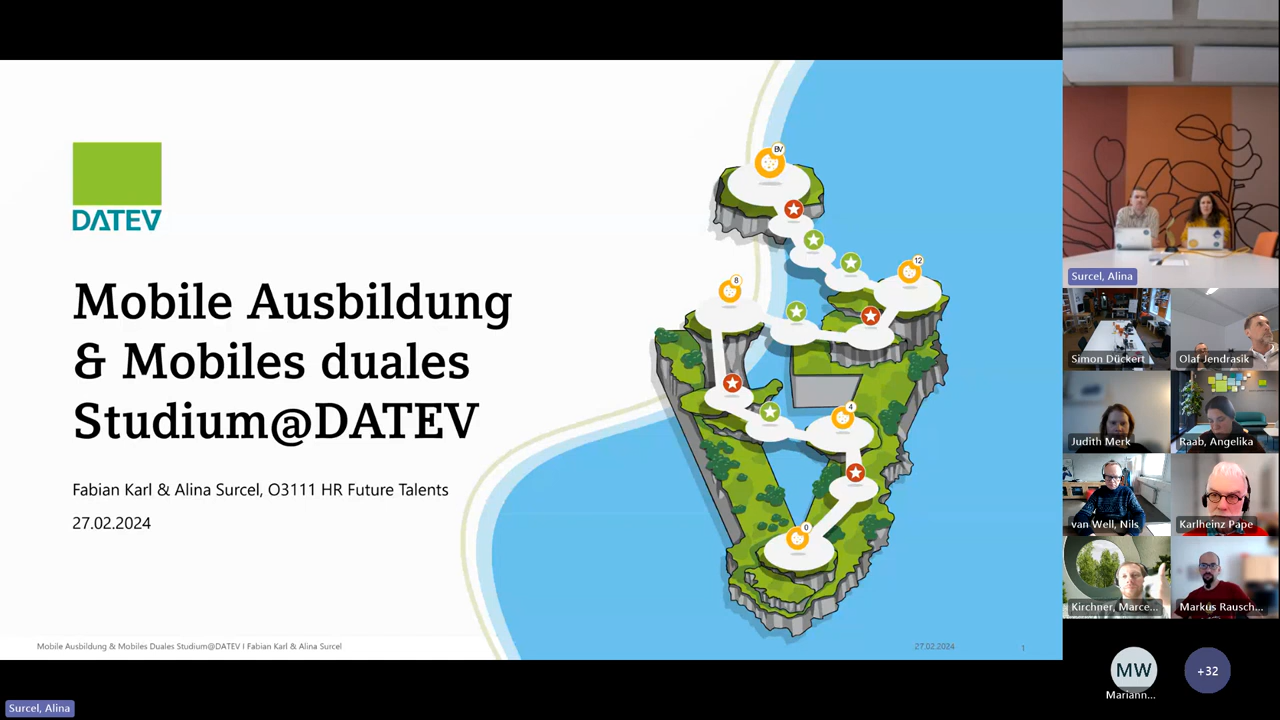 DATEV
Mobile Ausbildung
& Mobiles duales
Studium@DATEV
Fabian Karl & Alina Surcel, O3111 HR Future Talents
27.02.2024
BV
12
8
4
0
Mobile Ausbildung & Mobiles Duales Studium@DATEV I Fabian Karl & Alina Surcel
27.02.2024
1
Surcel, Alina
Surcel, Alina
Simon Dückert
Olaf Jendrasik
Judith Merk
Raab, Angelika
van Well, Nils
Karlheinz Pape
Kirchner, Marce...
Markus Rausch...
MW
Mariann...
+32